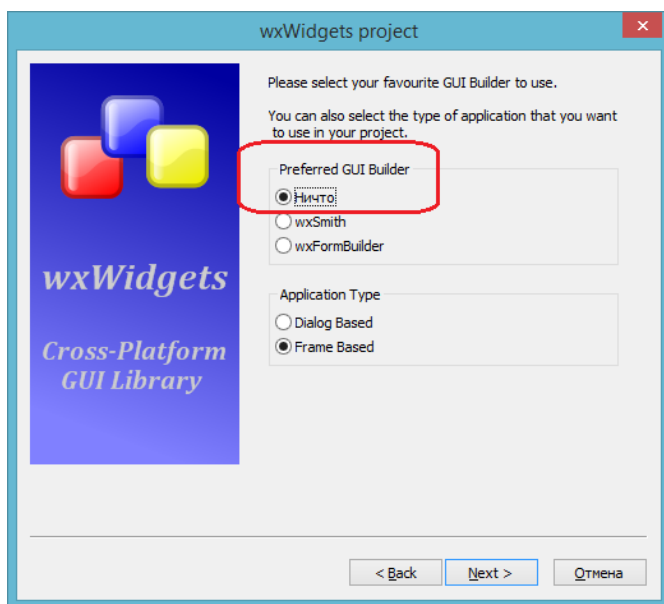 wxWidgets project
Please select your favourite GUI Builder to use.
You can also select the type of application that you want
to use in your project.
Preferred GUI Builder
Ничто
wxSmith
wxFormBuilder
Application Type
Dialog Based
Frame Based
wxWidgets
Cross-Platform
GUI Library
< Back
Next >
Отмена